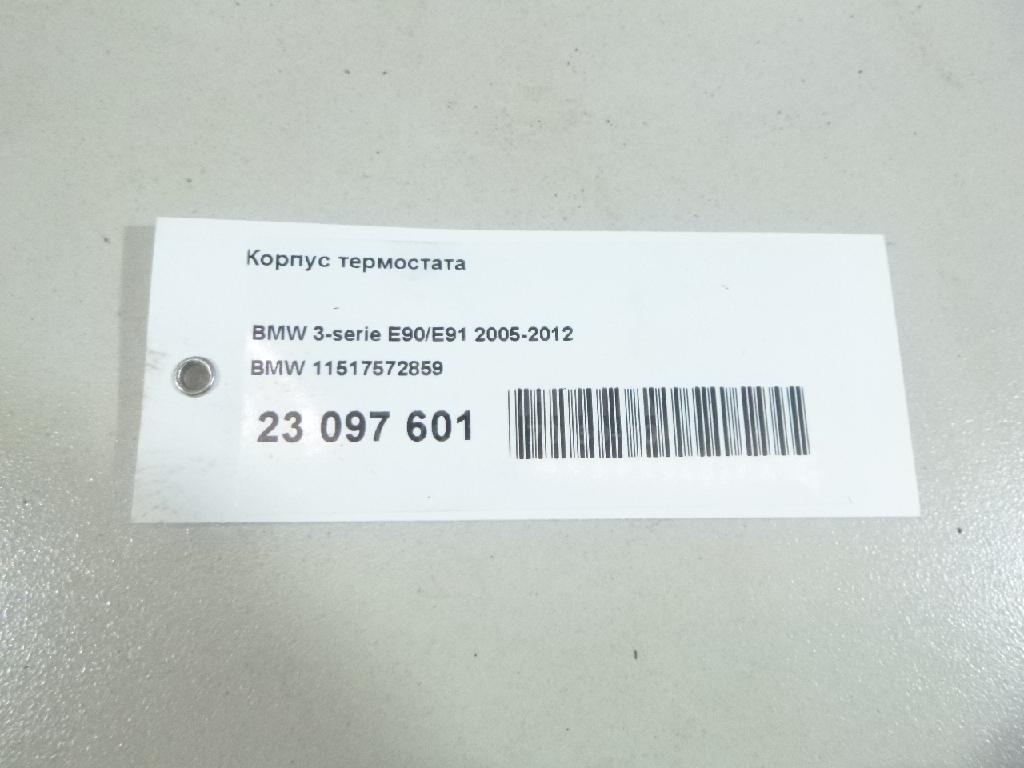 Корпус термостата
BMW 3-serie E90/E91 2005-2012
BMW 11517572859
23 097 601